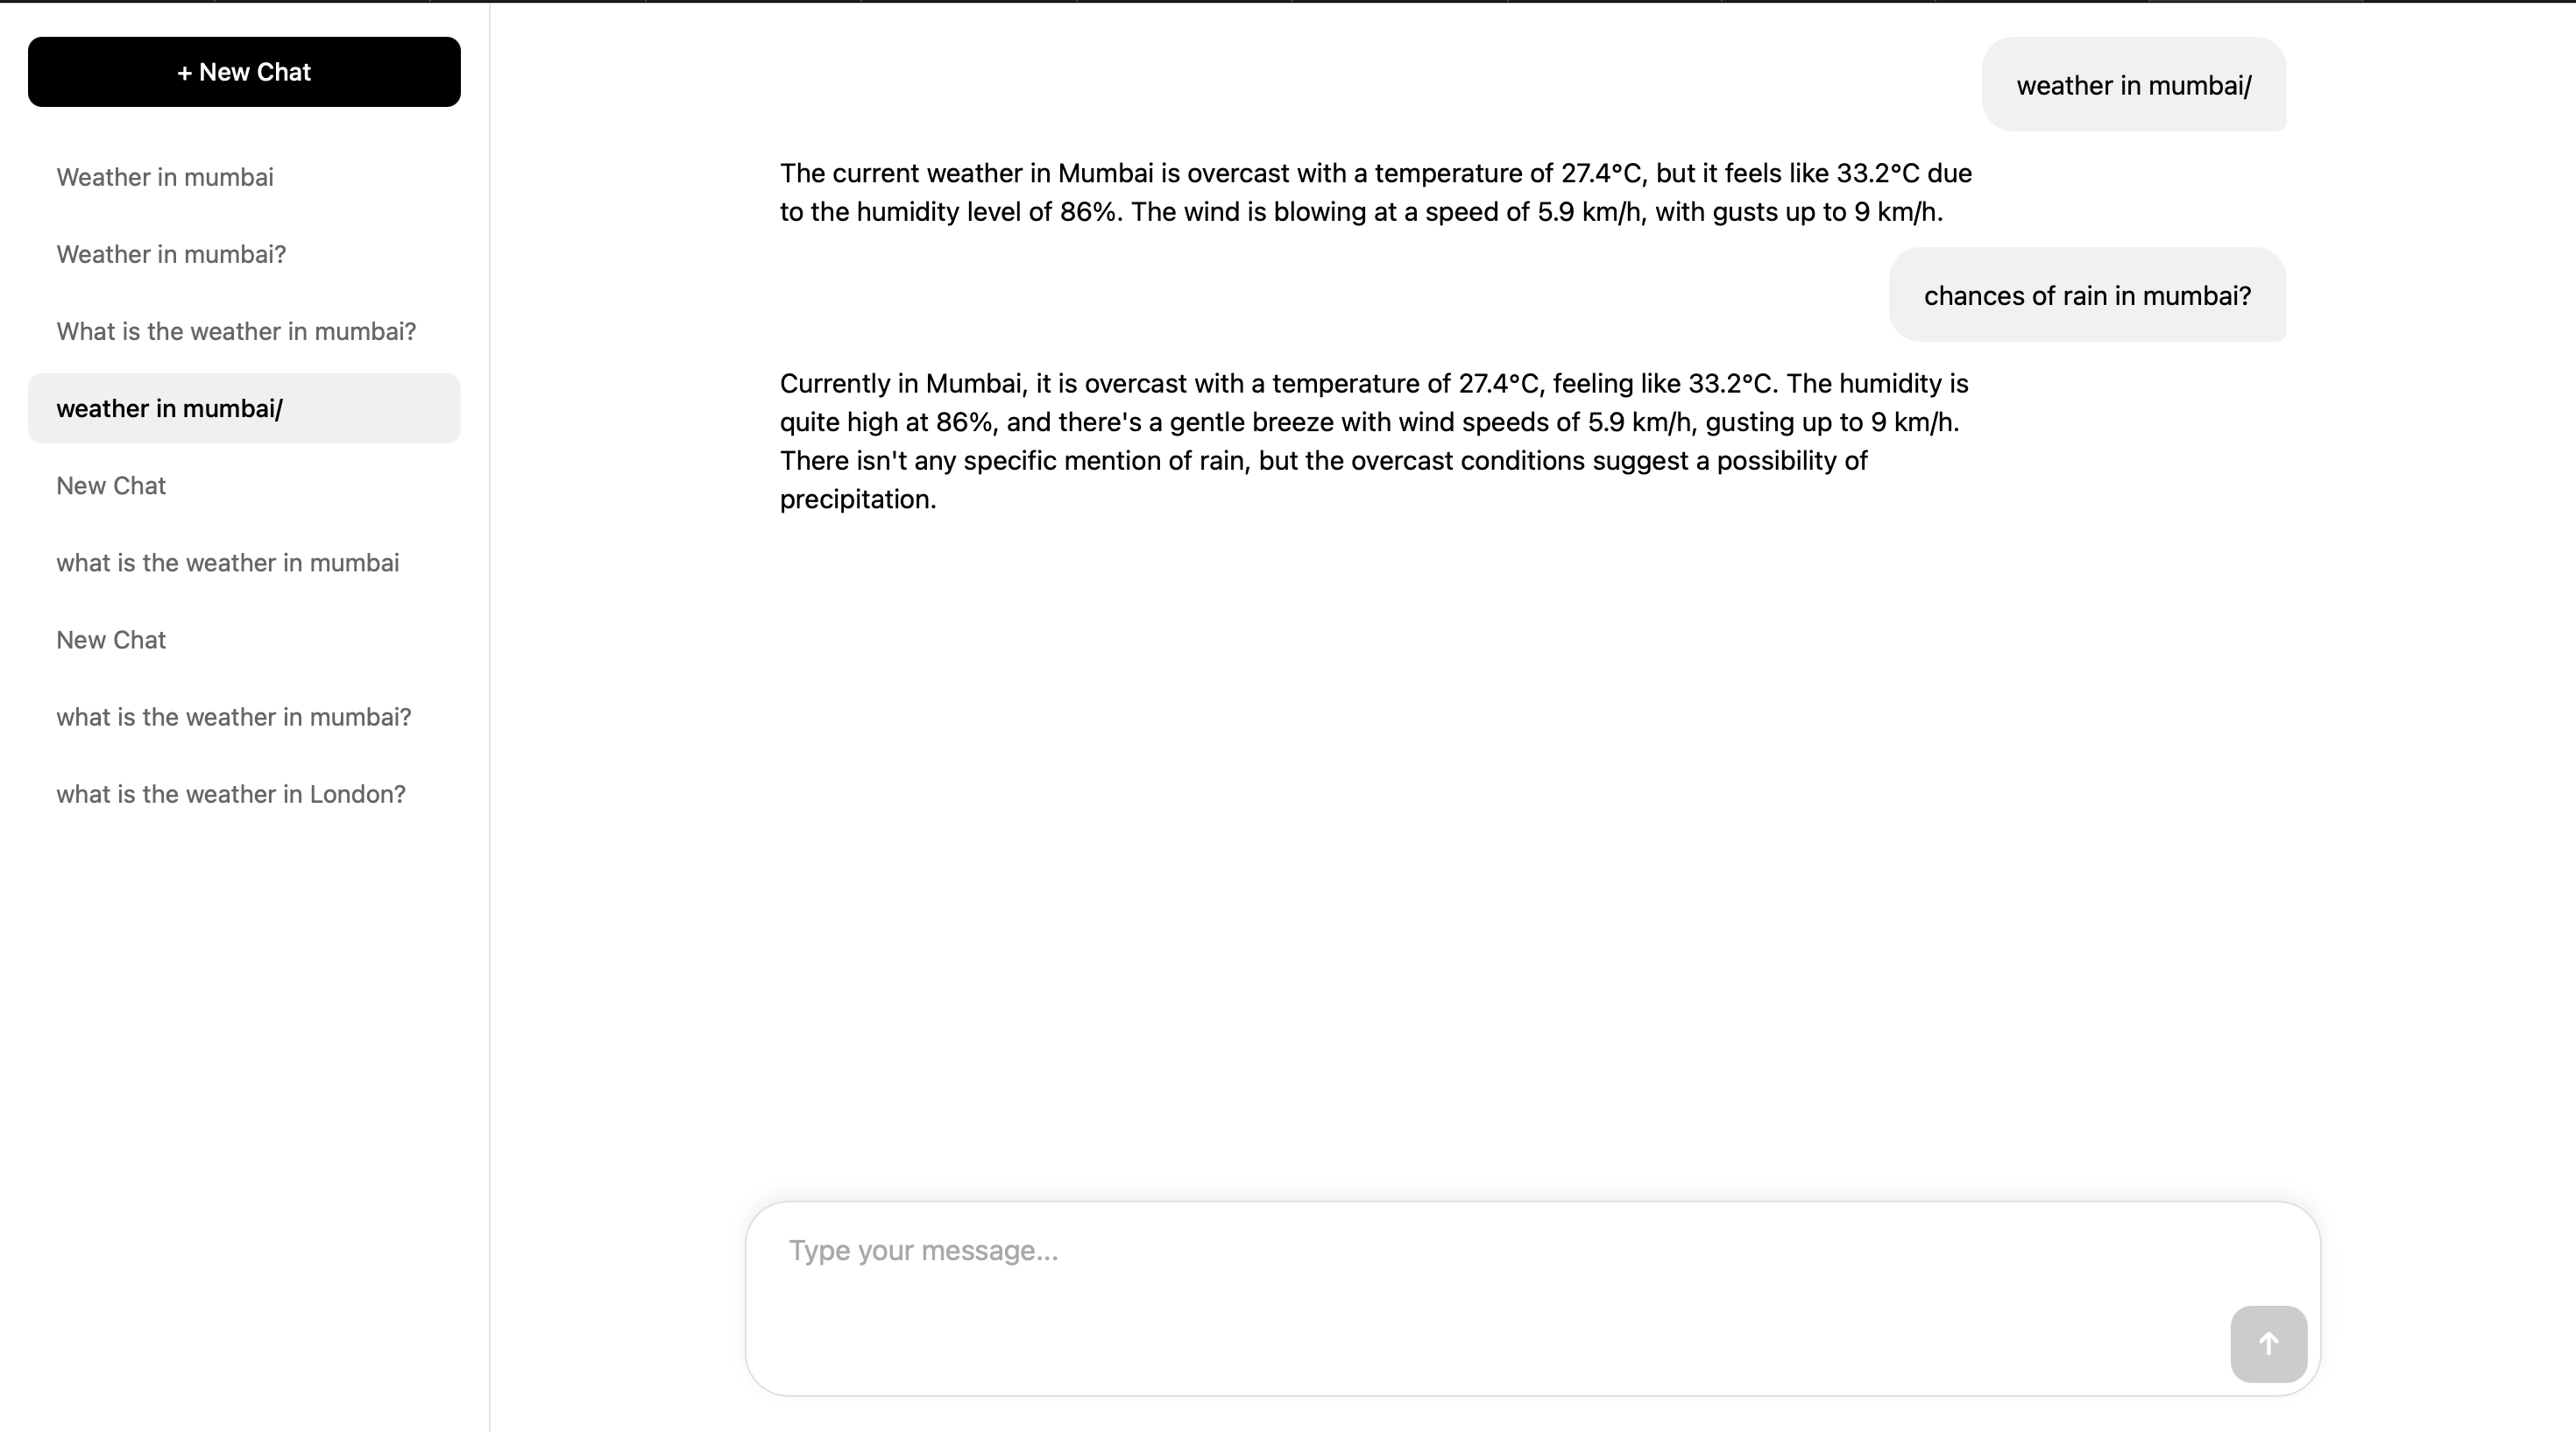 + New Chat
Weather in mumbai
Weather in mumbai?
What is the weather in mumbai?
weather in mumbai/
New Chat
what is the weather in mumbai
New Chat
what is the weather in mumbai?
what is the weather in London?
weather in mumbai/
The current weather in Mumbai is overcast with a temperature of 27.4°C, but it feels like 33.2°C due
to the humidity level of 86%. The wind is blowing at a speed of 5.9 km/h, with gusts up to 9 km/h.
chances of rain in mumbai?
Currently in Mumbai, it is overcast with a temperature of 27.4°C, feeling like 33.2°C. The humidity is
quite high at 86%, and there's a gentle breeze with wind speeds of 5.9 km/h, gusting up to 9 km/h.
There isn't any specific mention of rain, but the overcast conditions suggest a possibility of
precipitation.
Type your message...